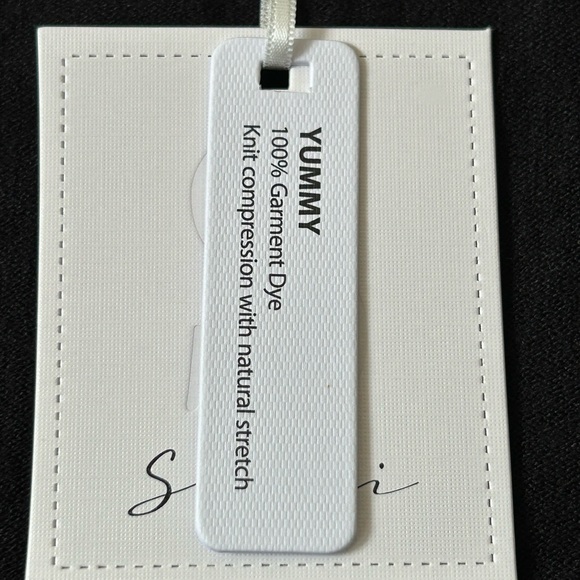 YUMMY
100% Garment Dye
Knit compression with natural stretch